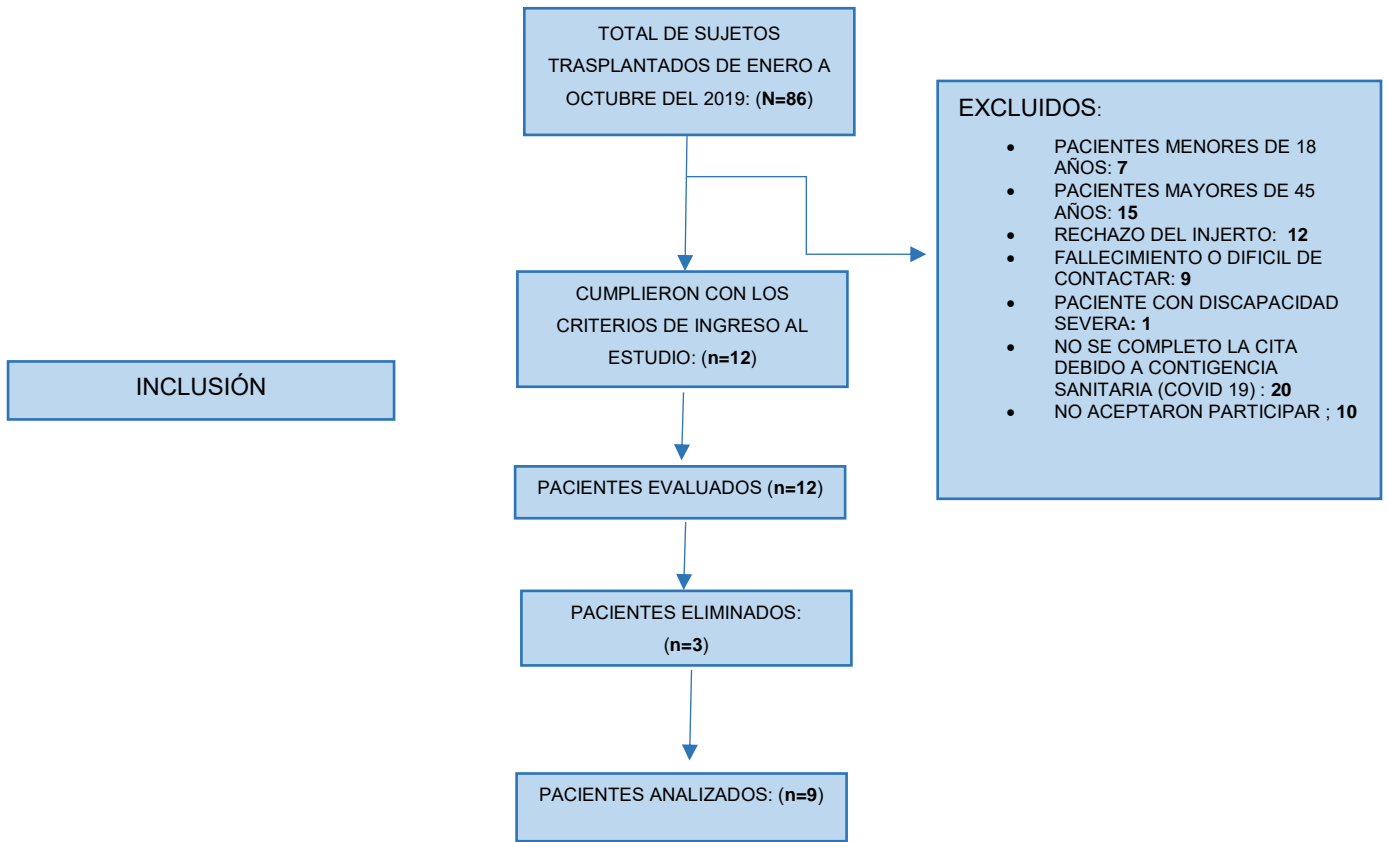 TOTAL DE SUJETOS
TRASPLANTADOS DE ENERO A
OCTUBRE DEL 2019: (N=86)
EXCLUIDOS:
• PACIENTES MENORES DE 18
AÑOS: 7
• PACIENTES MAYORES DE 45
AÑOS: 15
• RECHAZO DEL INJERTO: 12
• FALLECIMIENTO O DIFICIL DE
CONTACTAR: 9
• PACIENTE CON DISCAPACIDAD
SEVERA: 1
• NO SE COMPLETO LA CITA
DEBIDO A CONTIGENCIA
SANITARIA (COVID 19) : 20
• NO ACEPTARON PARTICIPAR ; 10
CUMPLIERON CON LOS
CRITERIOS DE INGRESO AL
ESTUDIO: (n=12)
INCLUSIÓN
PACIENTES EVALUADOS (n=12)
PACIENTES ELIMINADOS:
(n=3)
PACIENTES ANALIZADOS: (n=9)